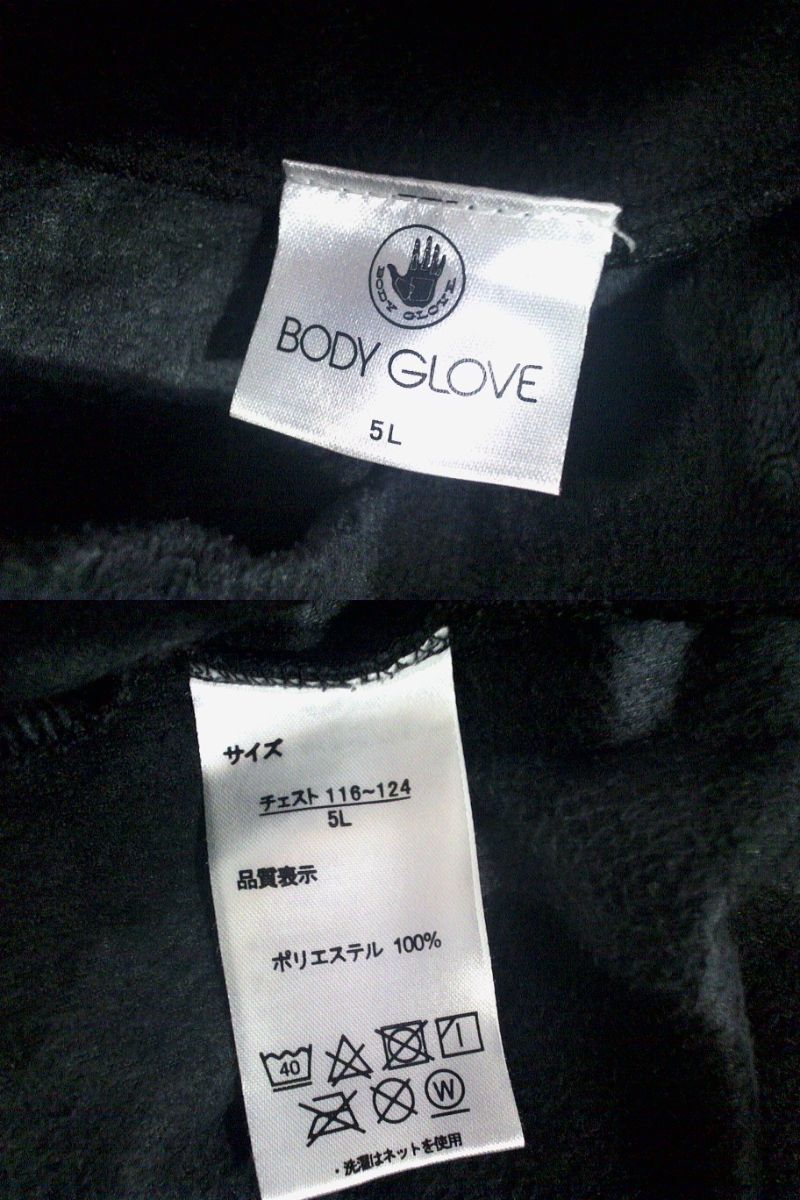 BODY GLOVE
BODY GLOVE
5L
サイズ
チェスト 116~124
5L
品質表示
ポリエステル 100%
40
W
・洗濯はネットを使用